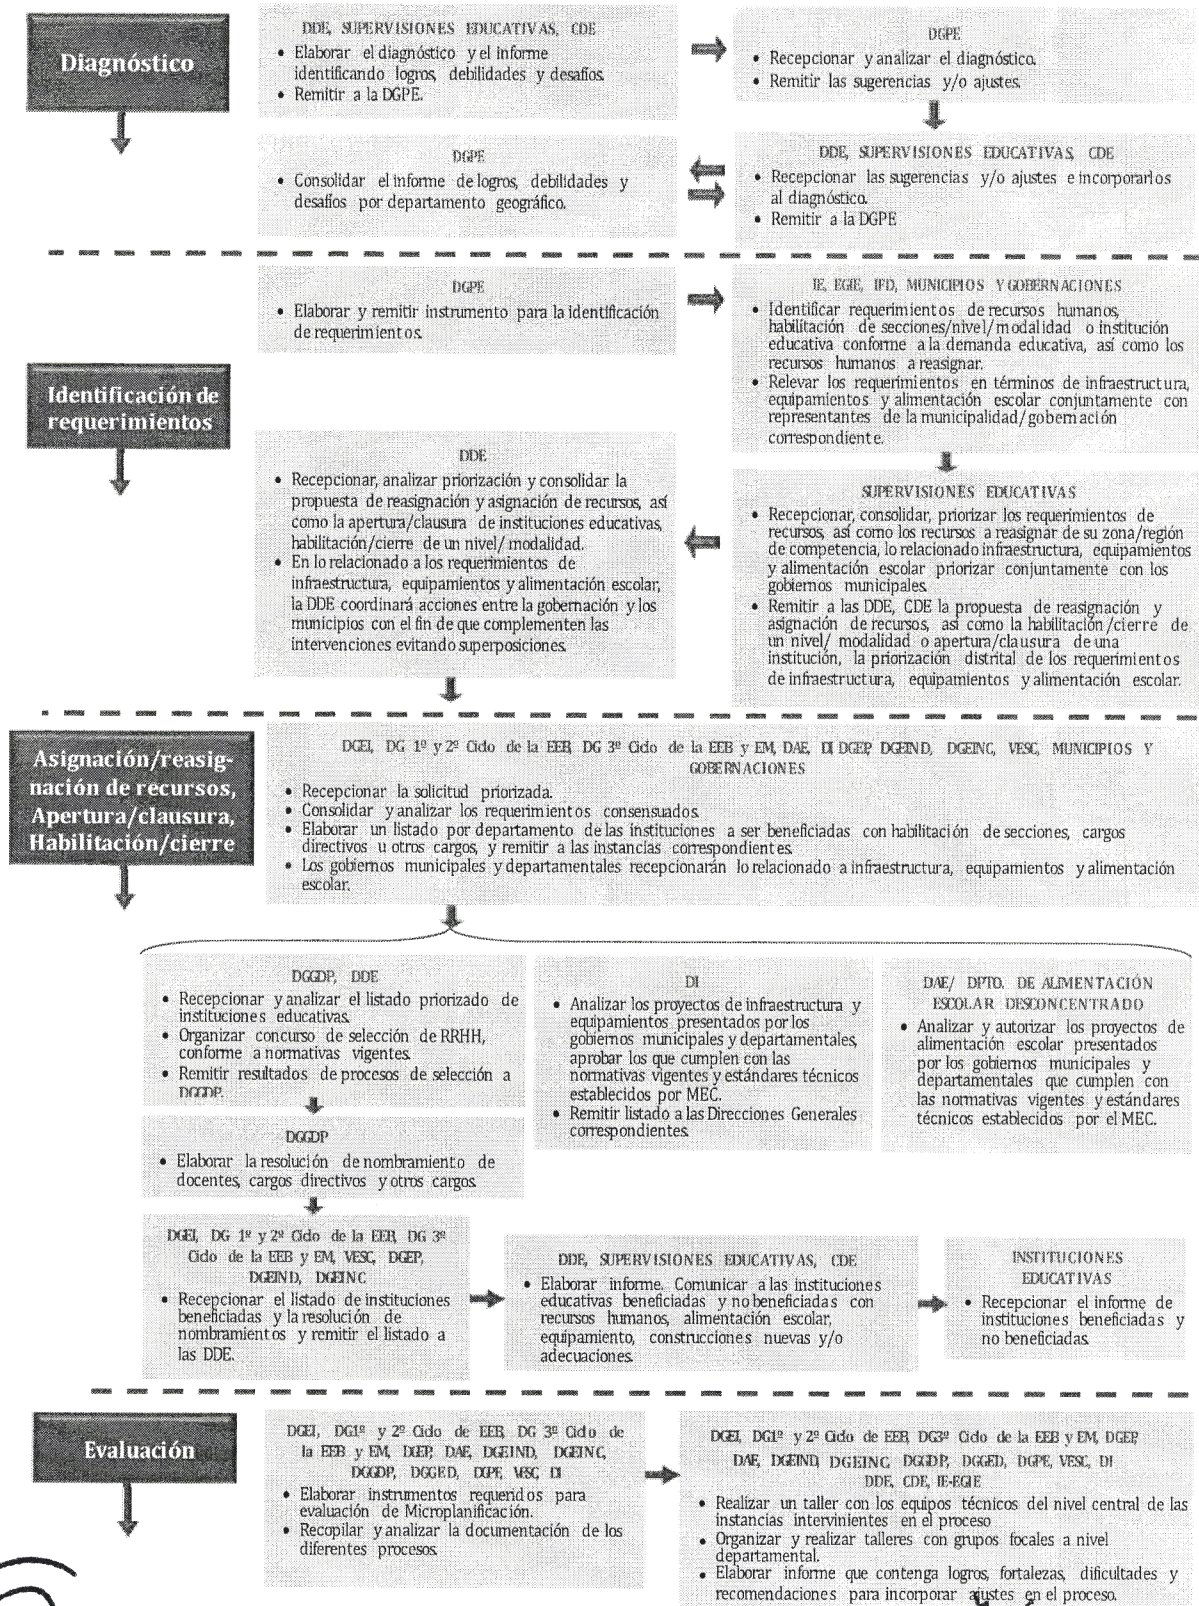 Diagnóstico
DDE, SUPERVISIONES EDUCATIVAS, CDE
• Elaborar el diagnóstico y el informe
identificando logros, debilidades y desafíos.
• Remitir a la DGPE.
DGPE
• Recepcionar y analizar el diagnóstico.
• Remitir las sugerencias y/o ajustes.
DDE, SUPERVISIONES EDUCATIVAS, CDE
• Recepcionar las sugerencias y/o ajustes e incorporarlos
al diagnóstico.
• Remitir a la DGPE
DGPE
• Consolidar el informe de logros, debilidades y
desafíos por departamento geográfico.
Identificación de
requerimientos
DGPE
• Elaborar y remitir instrumento para la identificación
de requerimientos.
IE, EGIE, IFD, MUNICIPIOS Y GOBERNACIONES
• Identificar requerimientos de recursos humanos,
habilitación de secciones/nivel/modalidad o institución
educativa conforme a la demanda educativa, así como los
recursos humanos a reasignar.
• Relevar los requerimientos en términos de infraestructura,
equipamientos y alimentación escolar conjuntamente con
representantes de la municipalidad/gobernación
correspondiente.
SUPERVISIONES EDUCATIVAS
• Recepcionar, consolidar, priorizar los requerimientos de
recursos, así como los recursos a reasignar de su zona/región
de competencia, lo relacionado infraestructura, equipamientos
y alimentación escolar priorizar conjuntamente con los
gobiernos municipales.
• Remitir a las DDE, CDE la propuesta de reasignación y
asignación de recursos, así como la habilitación/cierre de
un nivel/ modalidad o apertura/clausura de una
institución, la priorización distrital de los requerimientos
de infraestructura, equipamientos y alimentación escolar.
DDE
• Recepcionar, analizar priorización y consolidar la
propuesta de reasignación y asignación de recursos, así
como la apertura/clausura de instituciones educativas,
habilitación/cierre de un nivel/ modalidad.
• En lo relacionado a los requerimientos de
infraestructura, equipamientos y alimentación escolar,
la DDE coordinará acciones entre la gobernación y los
municipios con el fin de que complementen las
intervenciones evitando superposiciones.
Asignación/reasig-
nación de recursos,
Apertura/clausura,
Habilitación/cierre
DGEI, DG 1º y 2º Ciclo de la EEB, DG 3º Ciclo de la EEB y EM, DAE, DI DGEP, DGEIND, DGEINC, VESC, MUNICIPIOS Y
GOBERNACIONES
• Recepcionar la solicitud priorizada.
• Consolidar y analizar los requerimientos consensuados.
• Elaborar un listado por departamento de las instituciones a ser beneficiadas con habilitación de secciones, cargos
directivos u otros cargos, y remitir a las instancias correspondientes.
• Los gobiernos municipales y departamentales recepcionarán lo relacionado a infraestructura, equipamientos y alimentación
escolar.
DGGDP, DDE
• Recepcionar y analizar el listado priorizado de
instituciones educativas.
• Organizar concurso de selección de RRHH,
conforme a normativas vigentes.
• Remitir resultados de procesos de selección a
DGGDP.
DI
• Analizar los proyectos de infraestructura y
equipamientos presentados por los
gobiernos municipales y departamentales,
aprobar los que cumplen con las
normativas vigentes y estándares técnicos
establecidos por MEC.
• Remitir listado a las Direcciones Generales
correspondientes.
DAE/ DPTO. DE ALIMENTACIÓN
ESCOLAR DESCONCENTRADO
• Analizar y autorizar los proyectos de
alimentación escolar presentados
por los gobiernos municipales y
departamentales que cumplen con
las normativas vigentes y estándares
técnicos establecidos por el MEC.
DGGDP
• Elaborar la resolución de nombramiento de
docentes, cargos directivos y otros cargos.
DGEI, DG 1º y 2º Ciclo de la EEB, DG 3º
Ciclo de la EEB y EM, VESC, DGEP,
DGEIND, DGEINC
• Recepcionar el listado de instituciones
beneficiadas y la resolución de
nombramientos y remitir el listado a
las DDE.
DDE, SUPERVISIONES EDUCATIVAS, CDE
• Elaborar informe. Comunicar a las instituciones
educativas beneficiadas y no beneficiadas con
recursos humanos, alimentación escolar,
equipamiento, construcciones nuevas y/o
adecuaciones.
INSTITUCIONES
EDUCATIVAS
• Recepcionar el informe de
instituciones beneficiadas y
no beneficiadas.
Evaluación
DGEI, DG1º y 2º Ciclo de EEB, DG 3º Ciclo de
la EEB y EM, DGEP, DAE, DGEIND, DGEINC,
DGGDP, DGGED, DGPE, VESC, DI
• Elaborar instrumentos requeridos para
evaluación de Microplanificación.
• Recopilar y analizar la documentación de los
diferentes procesos.
DGEI, DG1º y 2º Ciclo de EEB, DG3º Ciclo de la EEB y EM, DGEP,
DAE, DGEIND, DGEINC DGGDP, DGGED, DGPE, VESC, DI
DDE, CDE, IE-EGIE
• Realizar un taller con los equipos técnicos del nivel central de las
instancias intervinientes en el proceso
• Organizar y realizar talleres con grupos focales a nivel
departamental.
• Elaborar informe que contenga logros, fortalezas, dificultades y
recomendaciones para incorporar ajustes en el proceso.